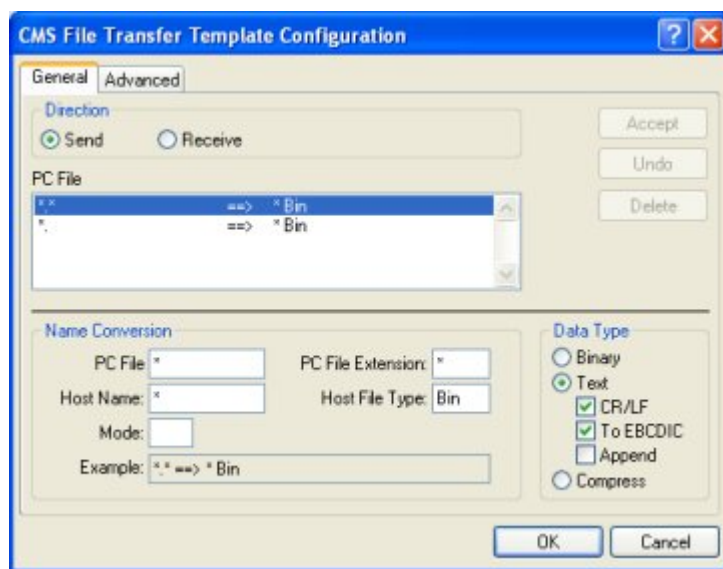 CMS File Transfer Template Configuration
General Advanced
Direction
Send Receive
Accept
Undo
Delete
PC File
*.* ==> * Bin
*. ==> * Bin
Name Conversion
PC File *
PC File Extension: *
Host Name: *
Host File Type: Bin
Mode:
Example: *.* ==> * Bin
Data Type
Binary
Text
CR/LF
To EBCDIC
Append
Compress
OK Cancel